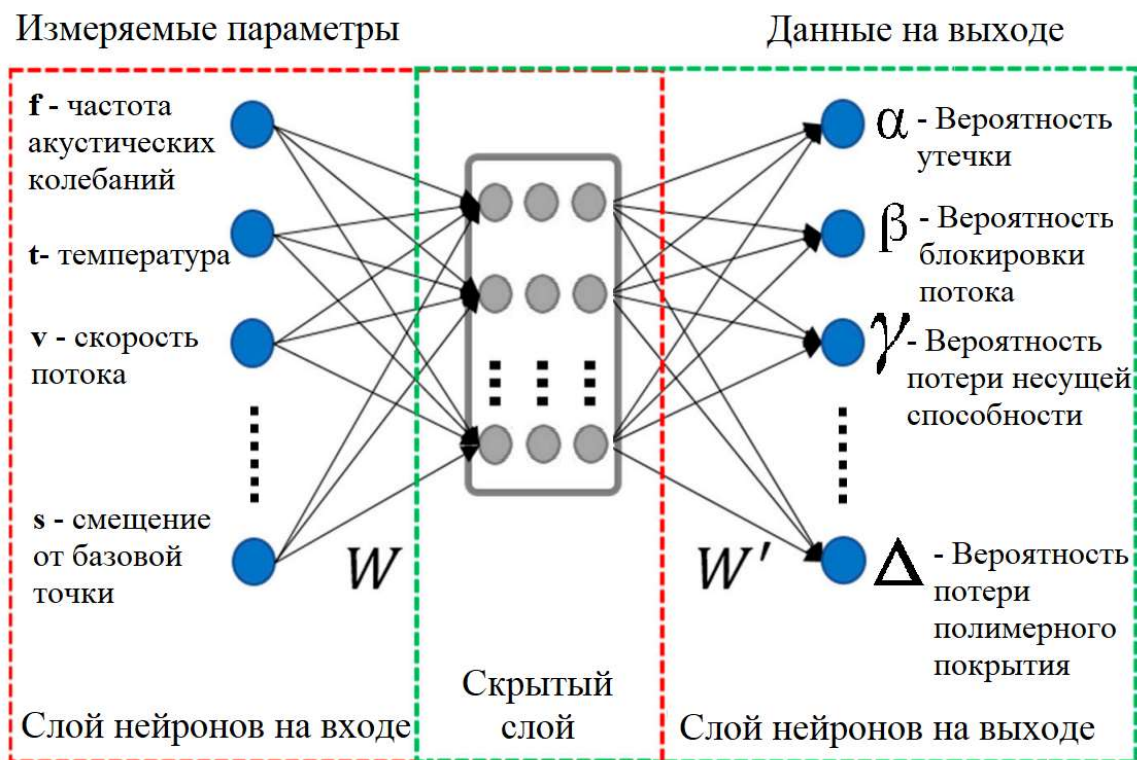 Измеряемые параметры
Данные на выходе
f - частота
акустических
колебаний
t- температура
v - скорость
потока
s - смещение
от базовой
точки
W
Слой нейронов на входе
Скрытый
слой
W'
α - Вероятность
утечки
β - Вероятность
блокировки
потока
γ - Вероятность
потери несущей
способности
Δ - Вероятность
потери
полимерного
покрытия
Слой нейронов на выходе